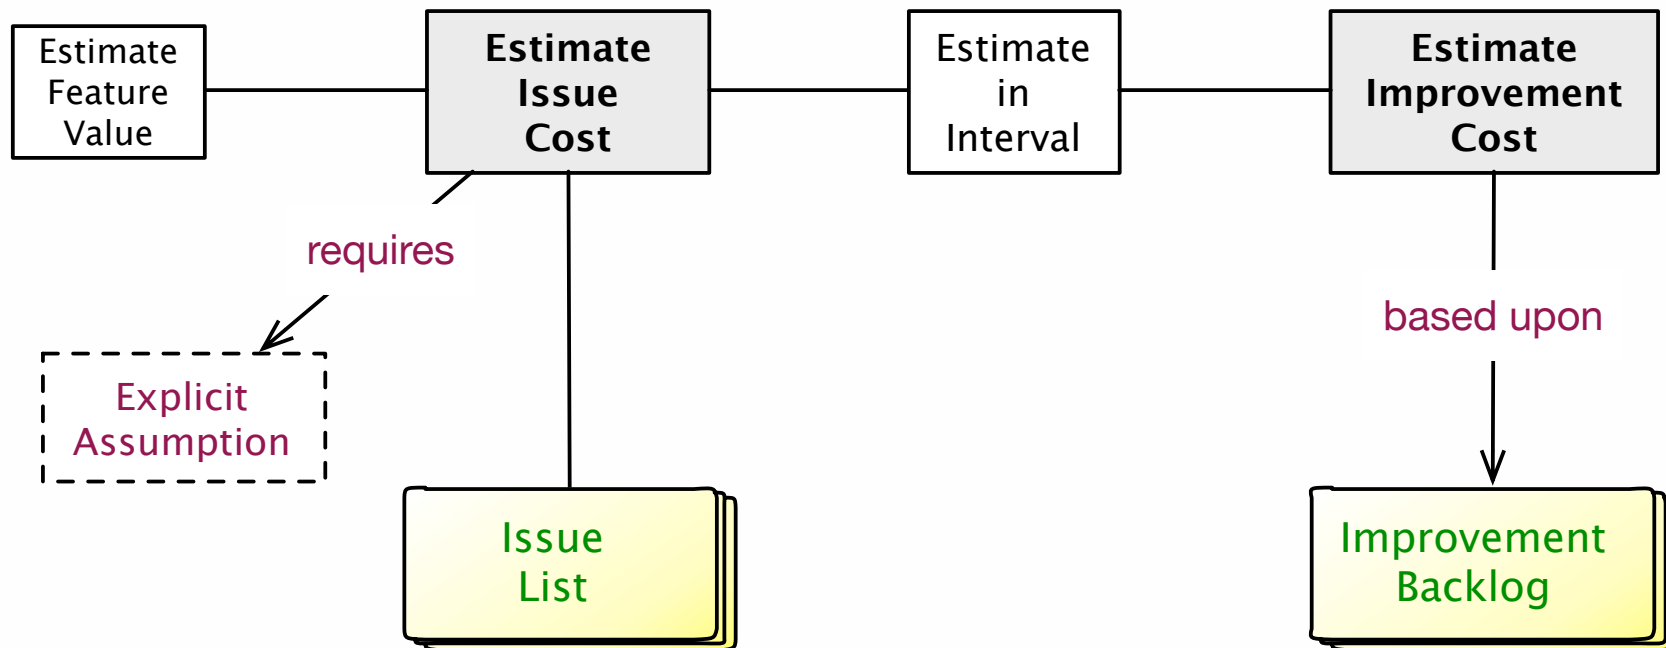 Estimate
Feature
Value
Estimate
Issue
Cost
Estimate
in
Interval
Estimate
Improvement
Cost
requires
based upon
Explicit
Assumption
Issue
List
Improvement
Backlog